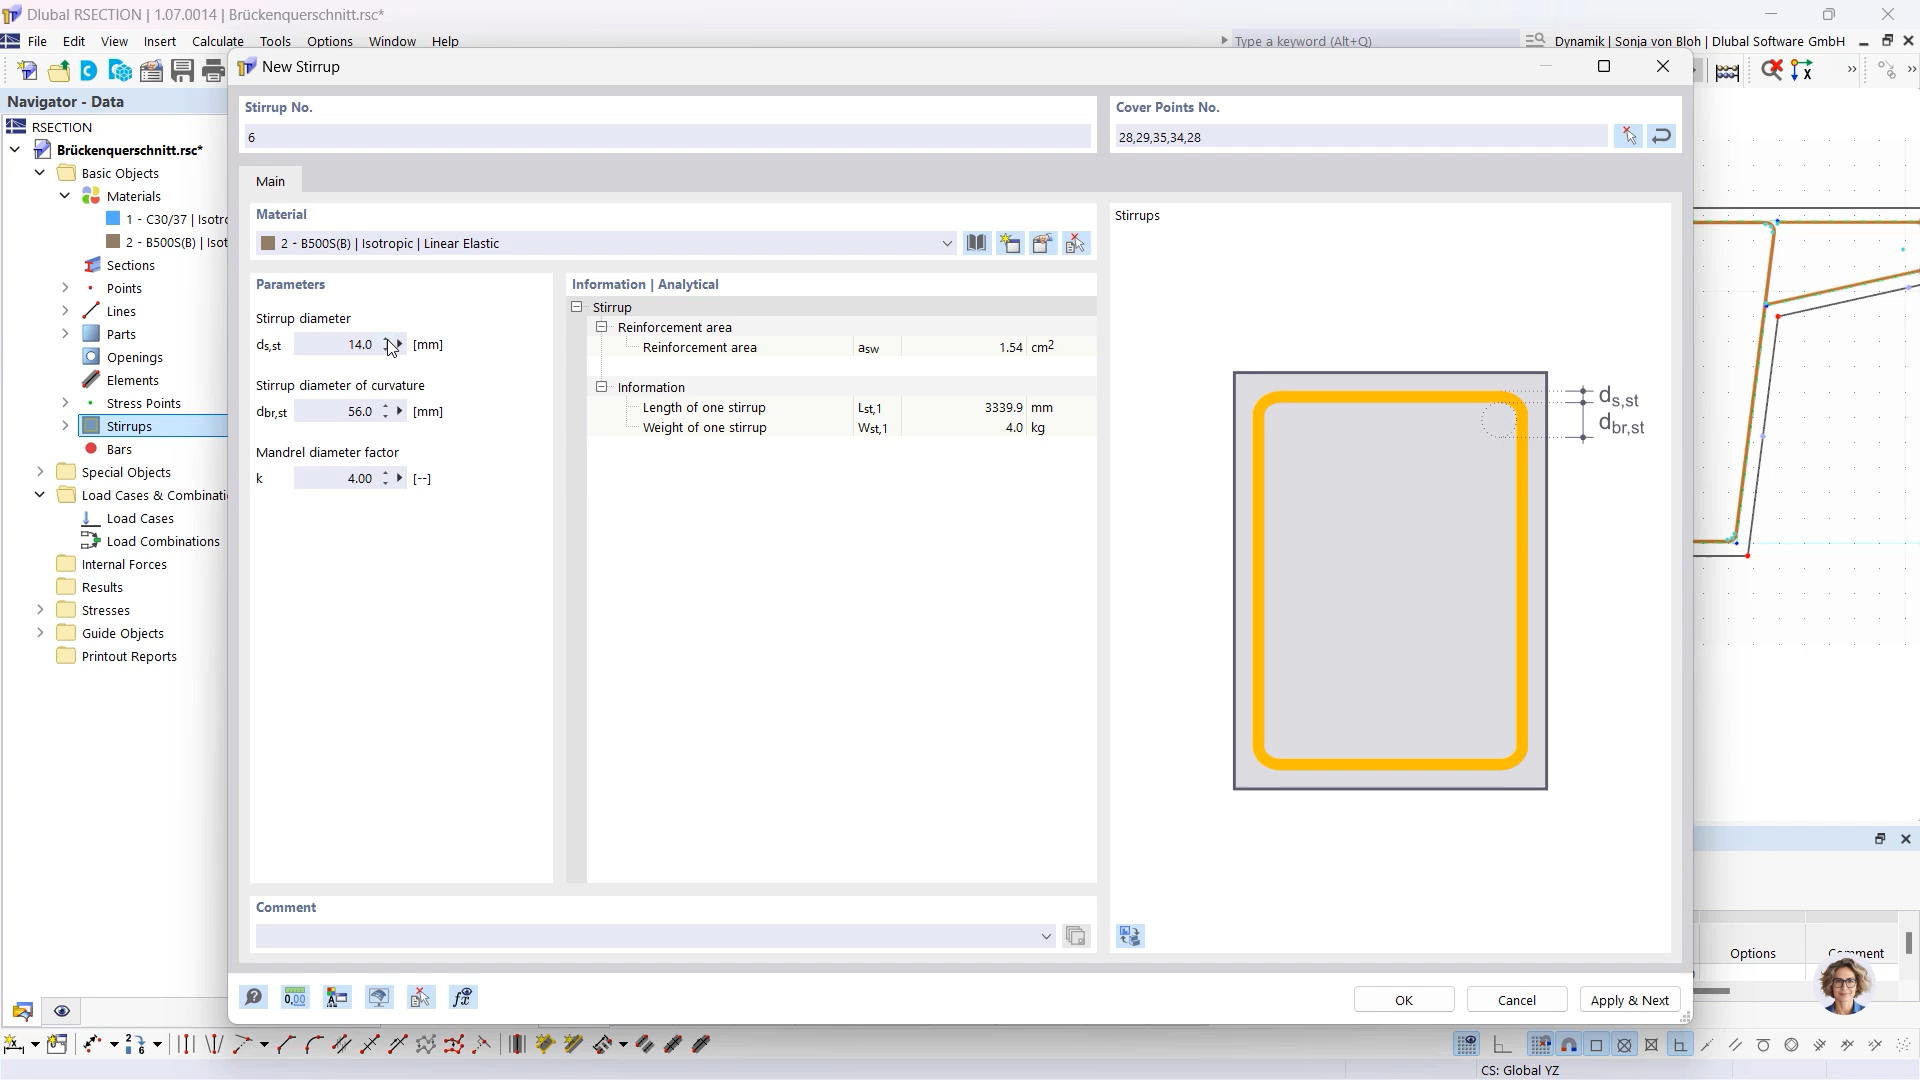 Dlubal RSECTION | 1.07.0014 | Brückenquerschnitt.rsc*
File Edit View Insert Calculate Tools Options Window Help
Type a keyword (Alt+Q)
Dynamik | Sonja von Bloh | Dlubal Software GmbH
New Stirrup
Navigator - Data
RSECTION
Brückenquerschnitt.rsc*
Basic Objects
Materials
1 - C30/37 | Isotro
2 - B500S(B) | Isot
Sections
Points
Lines
Parts
Openings
Elements
Stress Points
Stirrups
Bars
Special Objects
Load Cases & Combinati
Load Cases
Load Combinations
Internal Forces
Results
Stresses
Guide Objects
Printout Reports
Stirrup No.
6
Cover Points No.
28,29,35,34,28
Main
Material
2 - B500S(B) | Isotropic | Linear Elastic
Parameters
Stirrup diameter
ds,st 14.0 [mm]
Stirrup diameter of curvature
dbr,st 56.0 [mm]
Mandrel diameter factor
k 4.00 [--]
Information | Analytical
Stirrup
Reinforcement area
Reinforcement area asw 1.54 cm2
Information
Length of one stirrup Lst,1 3339.9 mm
Weight of one stirrup Wst,1 4.0 kg
Comment
Stirrups
ds,st
dbr,st
0,00
OK Cancel Apply & Next
Options Comment
CS: Global YZ